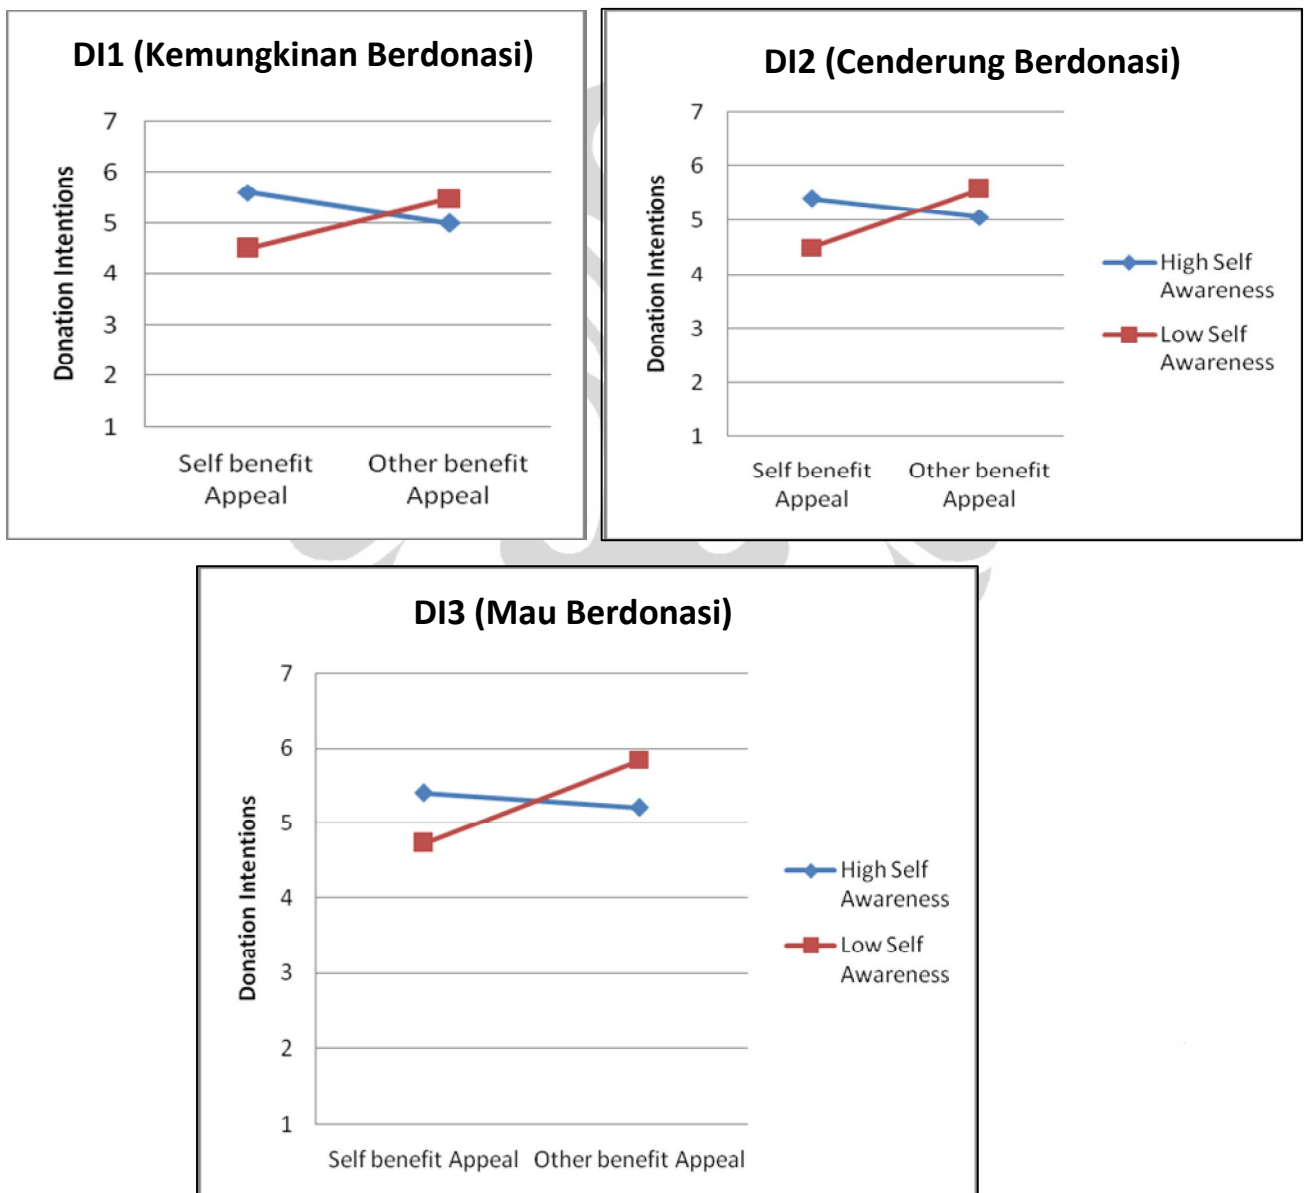 DI1 (Kemungkinan Berdonasi)
Donation Intentions
7
6
5
4
3
2
1
Self benefit
Appeal
Other benefit
Appeal
DI2 (Cenderung Berdonasi)
Donation Intentions
7
6
5
4
3
2
1
Self benefit
Appeal
Other benefit
Appeal
High Self
Awareness
Low Self
Awareness
DI3 (Mau Berdonasi)
Donation Intentions
7
6
5
4
3
2
1
Self benefit Appeal
Other benefit Appeal
High Self
Awareness
Low Self
Awareness